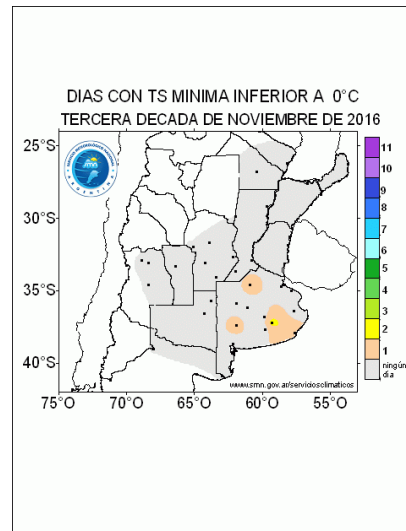 DIAS CON TS MINIMA INFERIOR A 0°C
TERCERA DECADA DE NOVIEMBRE DE 2016
25°S
30°S
35°S
40°S
75°O
70°O
65°O
60°O
55°O
11
10
9
8
7
6
5
4
3
2
1
ningún
dia
www.smn.gov.ar/serviciosclimaticos